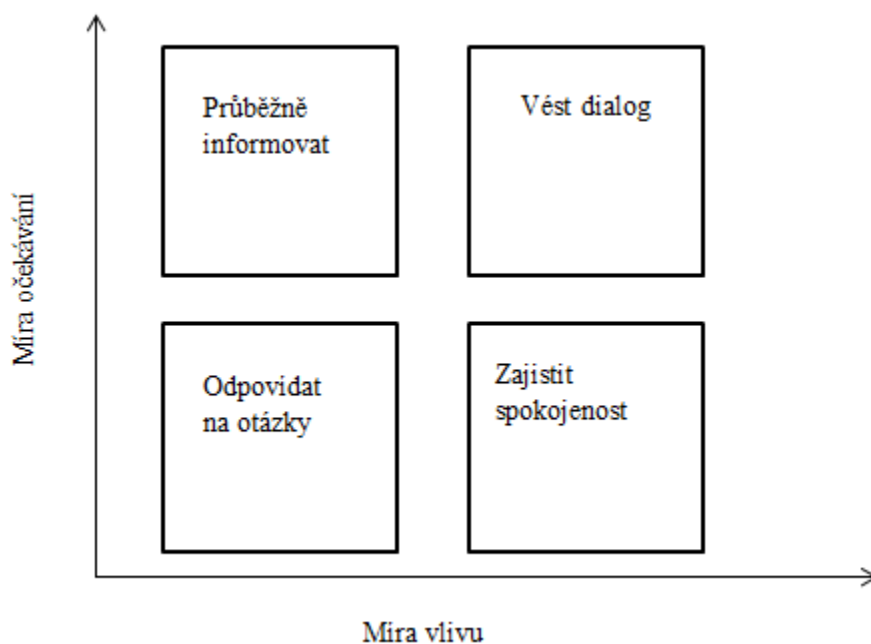 Průběžně
informovat
Vést dialog
Míra očekávání
Odpovídat
na otázky
Zajistit
spokojenost
Míra vlivu